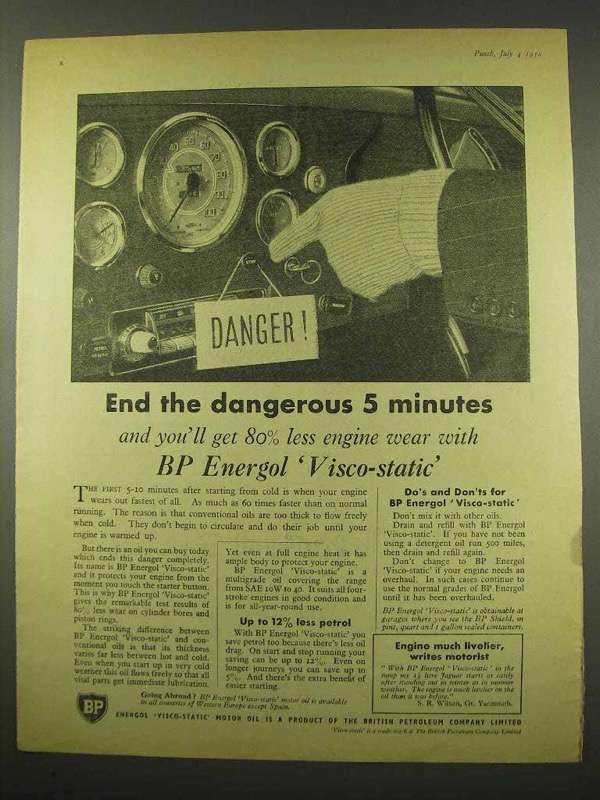 8
Punch, July 4
DANGER!
End the dangerous 5 minutes
and you'll get 80% less engine wear with
BP Energol 'Visco-static'
THE FIRST 5-10 minutes after starting from cold is when your engine
wears out fastest of all. As much as 60 times faster than on normal
running. The reason is that conventional oils are too thick to flow freely
when cold. They don't begin to circulate and do their job until your
engine is warmed up.
But there is an oil you can buy today
which ends this danger completely.
Its name is BP Energol 'Visco-static'
and it protects your engine from the
moment you touch the starter button.
This is why BP Energol 'Visco-static'
gives the remarkable test results of
80% less wear on cylinder bores and
piston rings.
The striking difference between
BP Energol 'Visco-static' and con-
ventional oils is that its thickness
varies far less between hot and cold.
Even when you start up in very cold
weather this oil flows freely so that all
vital parts get immediate lubrication.
Yet even at full engine heat it has
ample body to protect your engine.
BP Energol 'Visco-static' is a
multigrade oil covering the range
from SAE 10W to 40. It suits all four-
stroke engines in good condition and
is for all-year-round use.
Up to 12% less petrol
With BP Energol 'Visco-static' you
save petrol too because there's less oil
drag. On start and stop running your
saving can be up to 12%. Even on
longer journeys you can save up to
5%. And there's the extra benefit of
easier starting.
Do's and Don'ts for
BP Energol 'Visco-static'
Don't mix it with other oils.
Drain and refill with BP Energol
'Visco-static'. If you have not been
using a detergent oil run 500 miles,
then drain and refill again.
Don't change to BP Energol
'Visco-static' if your engine needs an
overhaul. In such cases continue to
use the normal grades of BP Energol
until it has been overhauled.
BP Energol 'Visco-static' is obtainable at
garages where you see the BP Shield, in
pint, quart and 1 gallon sealed containers.
Engine much livelier,
writes motorist
"With BP Energol 'Visco-static' in the
sump my 1½ litre Jaguar starts as easily
after standing out in winter as in summer
weather. The engine is much livelier on the
oil than it was before."
S. R. Wilson, Gt. Yarmouth.
Going Abroad? BP Energol 'Visco-static' motor oil is available
in all countries of Western Europe except Spain.
BP
ENERGOL 'VISCO-STATIC' MOTOR OIL IS A PRODUCT OF THE BRITISH PETROLEUM COMPANY LIMITED
'Visco-static' is a trade-mark of The British Petroleum Company Limited